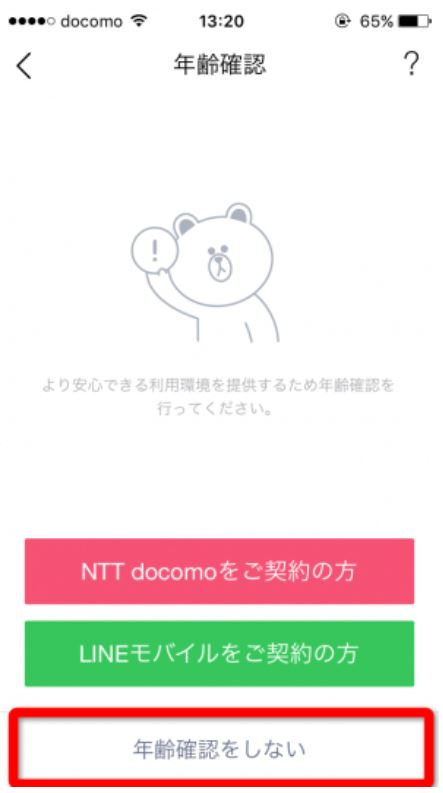 docomo 13:20 65%
年齢確認 ?
!
より安心できる利用環境を提供するため年齢確認を
行ってください。
NTT docomoをご契約の方
LINEモバイルをご契約の方
年齢確認をしない